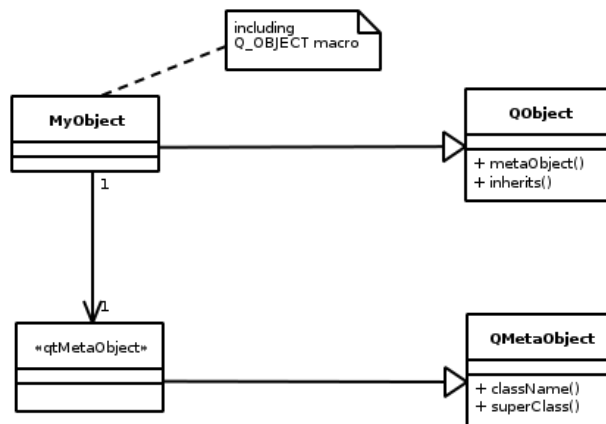 including
Q_OBJECT macro
MyObject
QObject
+ metaObject()
+ inherits()
1
1
«qtMetaObject»
QMetaObject
+ className()
+ superClass()